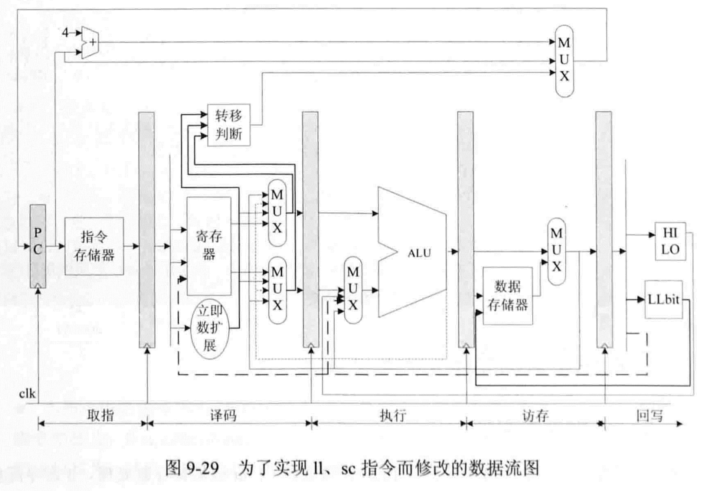 4
+
M
U
X
转移
判断
P
C
指令
存储器
寄存
器
立即
数扩
展
M
U
X
M
U
X
M
U
X
ALU
M
U
X
数据
存储器
HI
LO
LLbit
clk
取指
译码
执行
访存
回写
图 9-29 为了实现 ll、sc 指令而修改的数据流图